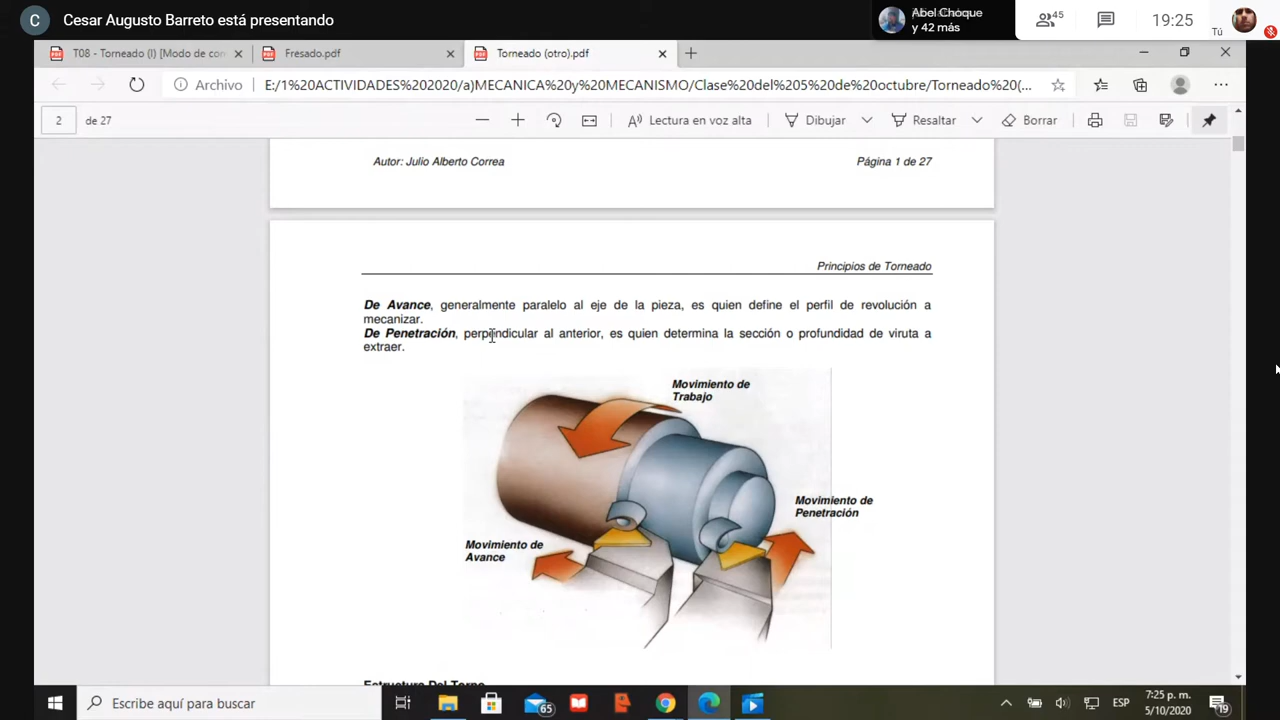 C Cesar Augusto Barreto está presentando
Abel Choque
y 42 más
45
19:25
Tú
T08 - Torneado (I) [Modo de con
Fresado.pdf
Torneado (otro).pdf
Archivo
E:/1%20ACTIVIDADES%202020/a)MECANICA%20y%20MECANISMO/Clase%20del%205%20de%20octubre/Torneado%20(...
2 de 27
Lectura en voz alta
Dibujar
Resaltar
Borrar
Autor: Julio Alberto Correa
Página 1 de 27
Principios de Torneado
De Avance, generalmente paralelo al eje de la pieza, es quien define el perfil de revolución a
mecanizar.
De Penetración, perpendicular al anterior, es quien determina la sección o profundidad de viruta a
extraer.
Movimiento de
Trabajo
Movimiento de
Penetración
Movimiento de
Avance
Estructura Del Torno
Escribe aquí para buscar
65
ESP
7:25 p. m.
5/10/2020
19